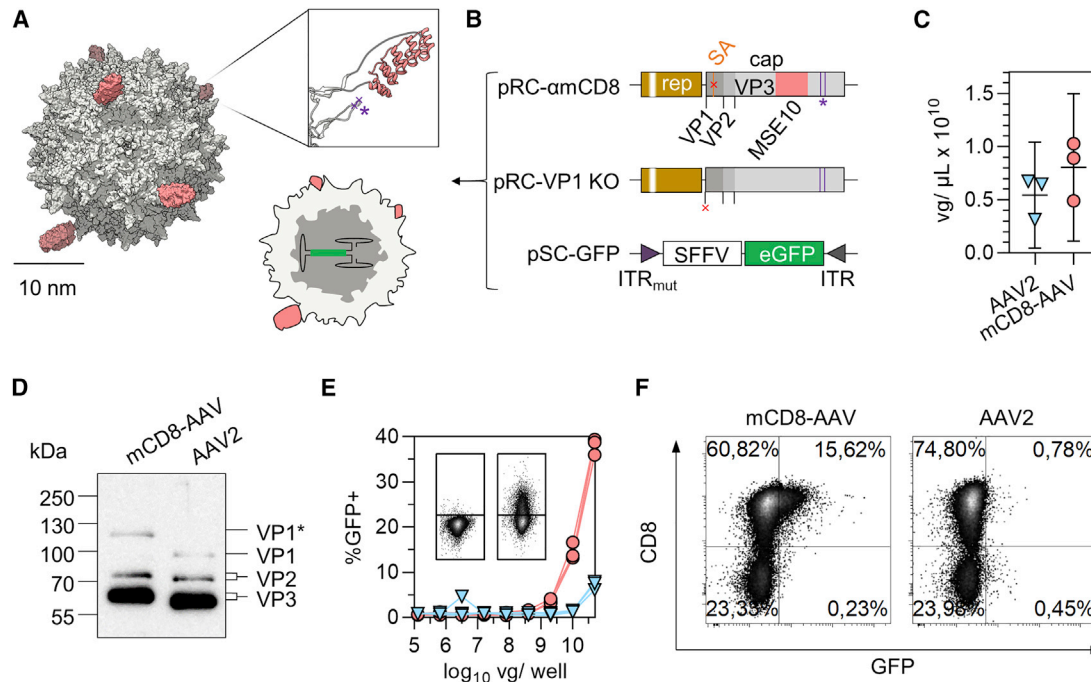 A
10 nm
*
B
SA
cap
pRC-αmCD8
rep
VP3
VP1
VP2
MSE10
*
pRC-VP1 KO
pSC-GFP
SFFV
eGFP
ITRmut
ITR
C
vg/ µL x 10^10
1.5
1.0
0.5
0.0
AAV2
mCD8-AAV
D
kDa
mCD8-AAV
AAV2
250
130
100
70
55
VP1*
VP1
VP2
VP3
E
%GFP+
40
30
20
10
0
5 6 7 8 9 10
log10 vg/ well
F
mCD8-AAV
AAV2
60,82%
15,62%
74,80%
0,78%
CD8
23,33%
0,23%
23,98%
0,45%
GFP